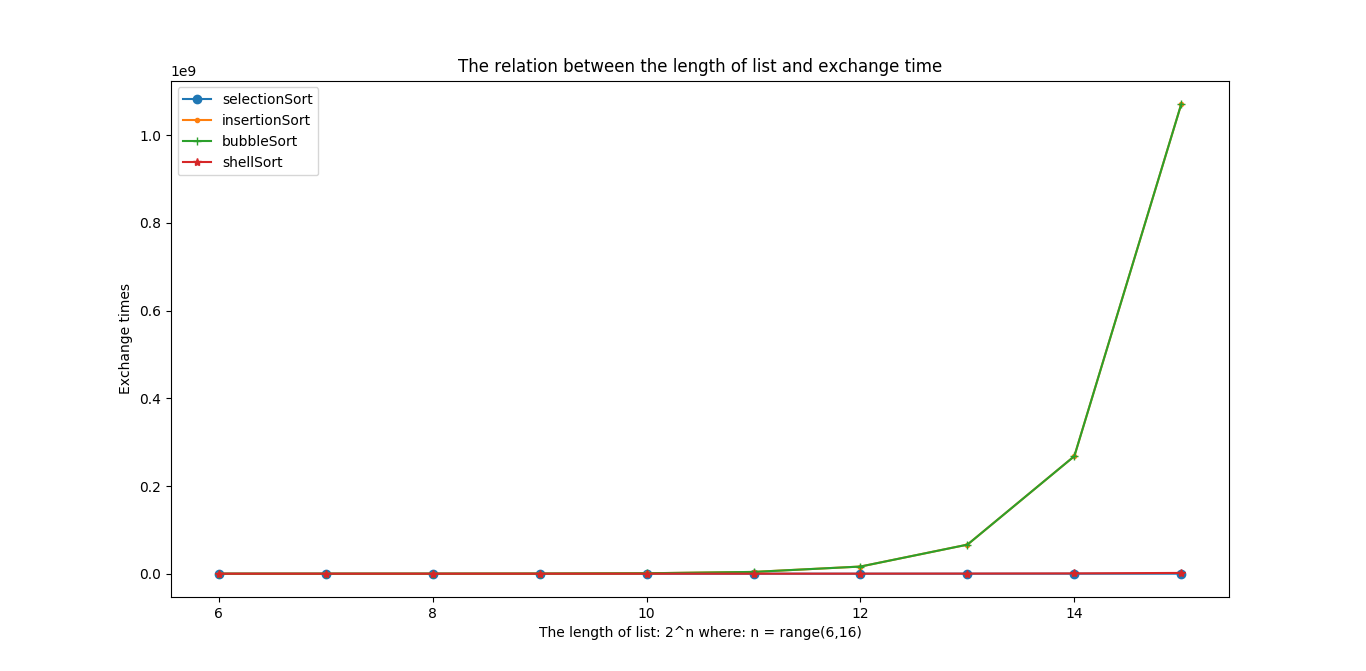 The relation between the length of list and exchange time
1e9
selectionSort
insertionSort
bubbleSort
shellSort
1.0
0.8
0.6
0.4
0.2
0.0
Exchange times
6 8 10 12 14
The length of list: 2^n where: n = range(6,16)